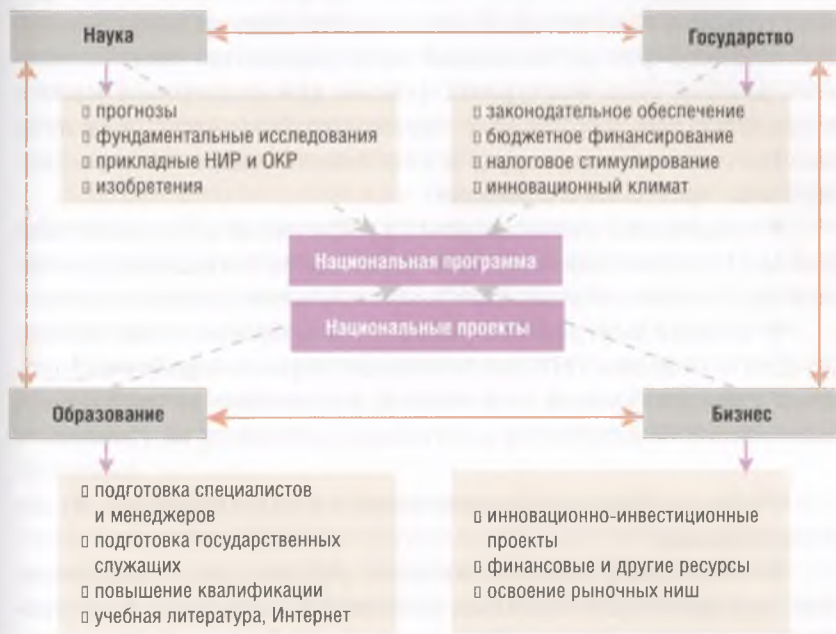 Наука
Государство
▯ прогнозы
▯ фундаментальные исследования
▯ прикладные НИР и ОКР
▯ изобретения
▯ законодательное обеспечение
▯ бюджетное финансирование
▯ налоговое стимулирование
▯ инновационный климат
Национальная программа
Национальные проекты
Образование
Бизнес
▯ подготовка специалистов
и менеджеров
▯ подготовка государственных
служащих
▯ повышение квалификации
▯ учебная литература, Интернет
▯ инновационно-инвестиционные
проекты
▯ финансовые и другие ресурсы
▯ освоение рыночных ниш